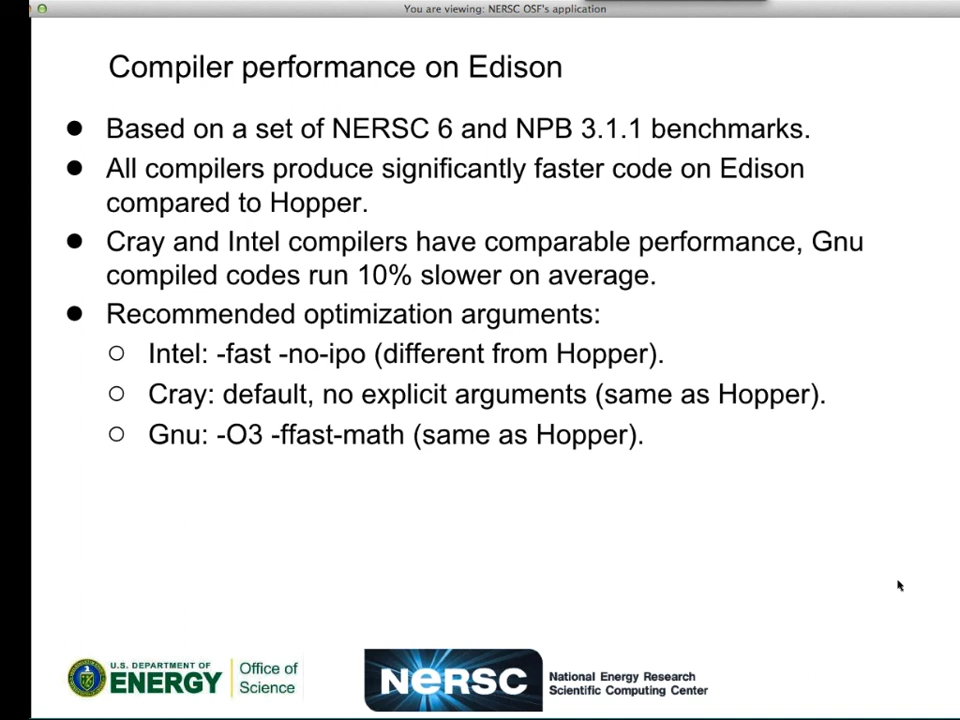 You are viewing: NERSC OSF's application
Compiler performance on Edison
● Based on a set of NERSC 6 and NPB 3.1.1 benchmarks.
● All compilers produce significantly faster code on Edison
compared to Hopper.
● Cray and Intel compilers have comparable performance, Gnu
compiled codes run 10% slower on average.
● Recommended optimization arguments:
○ Intel: -fast -no-ipo (different from Hopper).
○ Cray: default, no explicit arguments (same as Hopper).
○ Gnu: -O3 -ffast-math (same as Hopper).
U.S. DEPARTMENT OF
ENERGY
Office of
Science
NERSC
National Energy Research
Scientific Computing Center